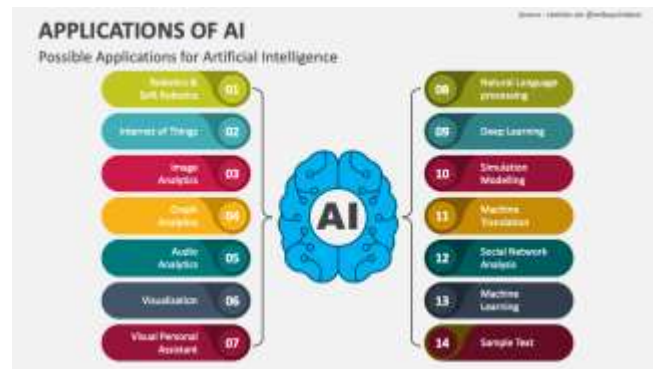 APPLICATIONS OF AI
Possible Applications for Artificial Intelligence
Robotics &
Soft Robotics
01
Internet of Things
02
Image
Analytics
03
Graph
Analytics
04
Audio
Analytics
05
Visualization
06
Visual Personal
Assistant
07
AI
08
Natural Language
processing
09
Deep Learning
10
Simulation
Modelling
11
Machine
Translation
12
Social Network
Analysis
13
Machine
Learning
14
Sample Text